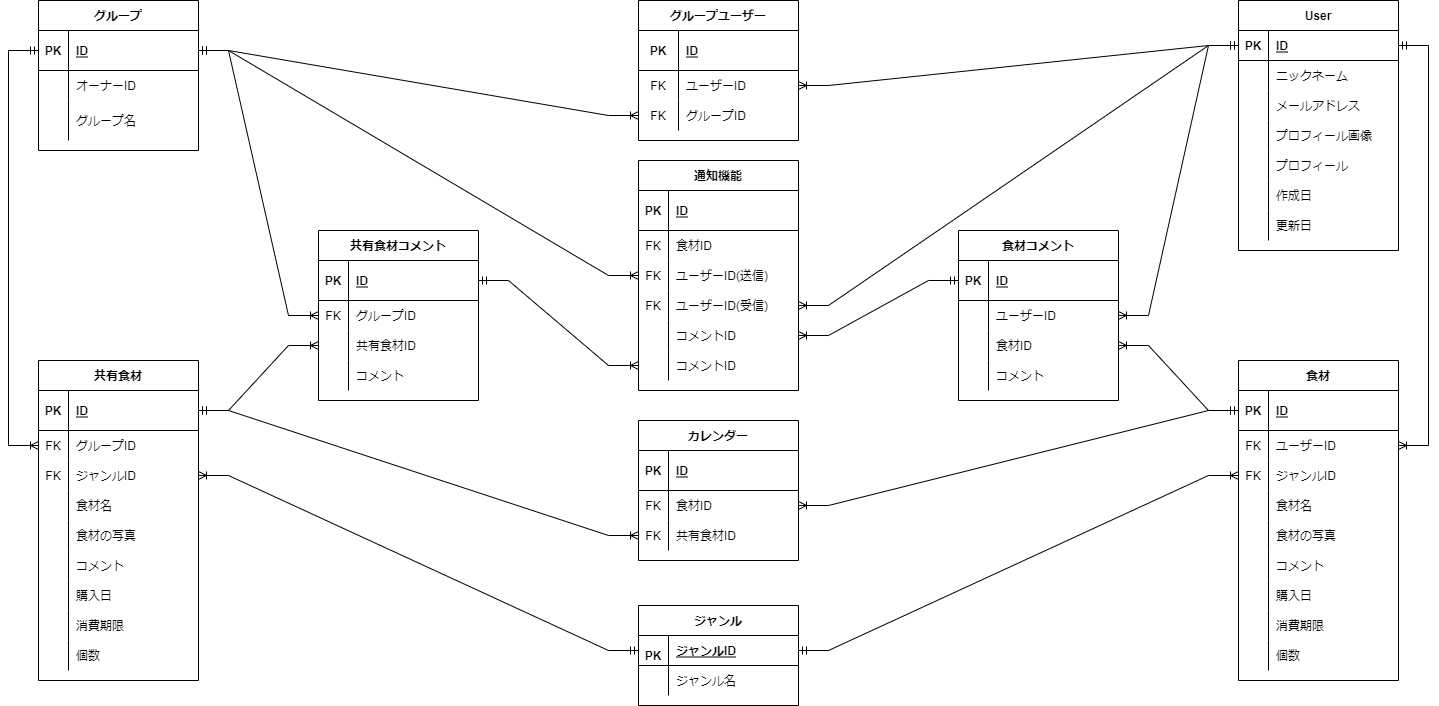 グループ
PK ID
オーナーID
グループ名
グループユーザー
PK ID
FK ユーザーID
FK グループID
User
PK ID
ニックネーム
メールアドレス
プロフィール画像
プロフィール
作成日
更新日
通知機能
PK ID
FK 食材ID
FK ユーザーID(送信)
FK ユーザーID(受信)
コメントID
コメントID
共有食材コメント
PK ID
FK グループID
共有食材ID
コメント
食材コメント
PK ID
ユーザーID
食材ID
コメント
共有食材
PK ID
FK グループID
FK ジャンルID
食材名
食材の写真
コメント
購入日
消費期限
個数
カレンダー
PK ID
FK 食材ID
FK 共有食材ID
食材
PK ID
FK ユーザーID
FK ジャンルID
食材名
食材の写真
コメント
購入日
消費期限
個数
ジャンル
PK ジャンルID
ジャンル名